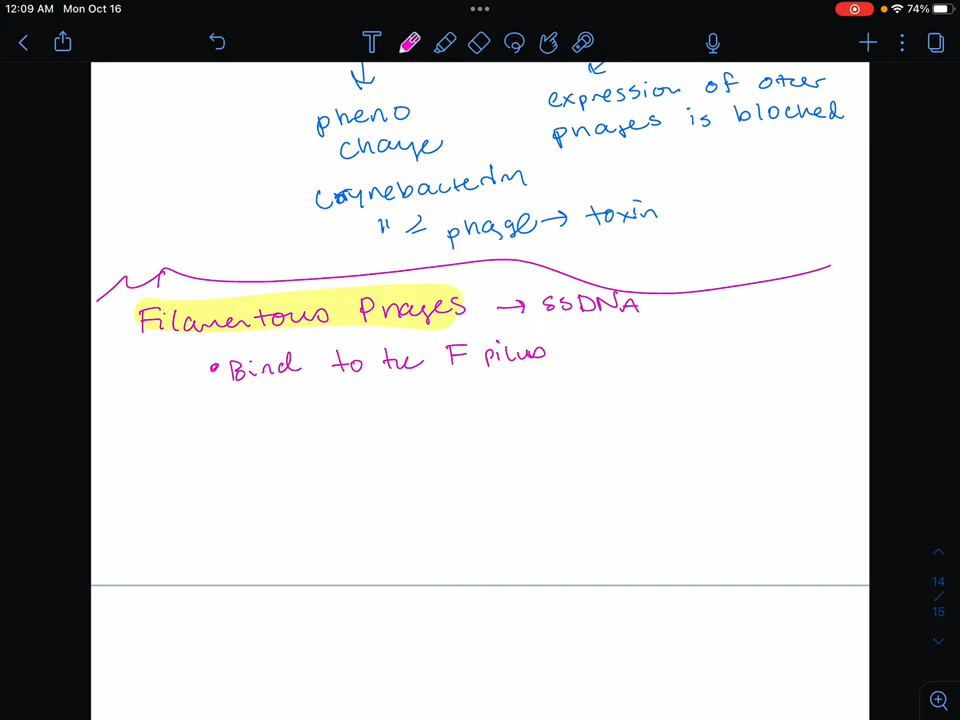 12:09 AM Mon Oct 16
74%
T
pheno
change
expression of other
phages is blocked
Corynebacterium
" phage → toxin
Filamentous Phages → ssDNA
• Bind to the F pilus
14
/
15